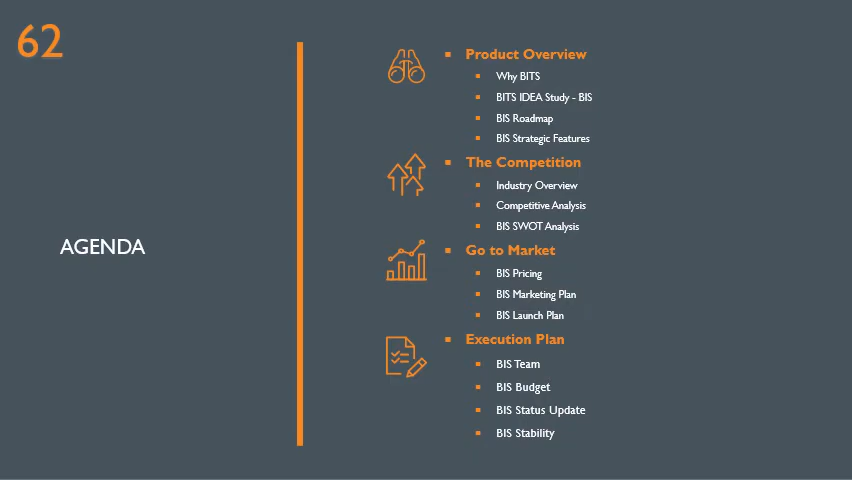 62
AGENDA
Product Overview
Why BITS
BITS IDEA Study - BIS
BIS Roadmap
BIS Strategic Features
The Competition
Industry Overview
Competitive Analysis
BIS SWOT Analysis
Go to Market
BIS Pricing
BIS Marketing Plan
BIS Launch Plan
Execution Plan
BIS Team
BIS Budget
BIS Status Update
BIS Stability